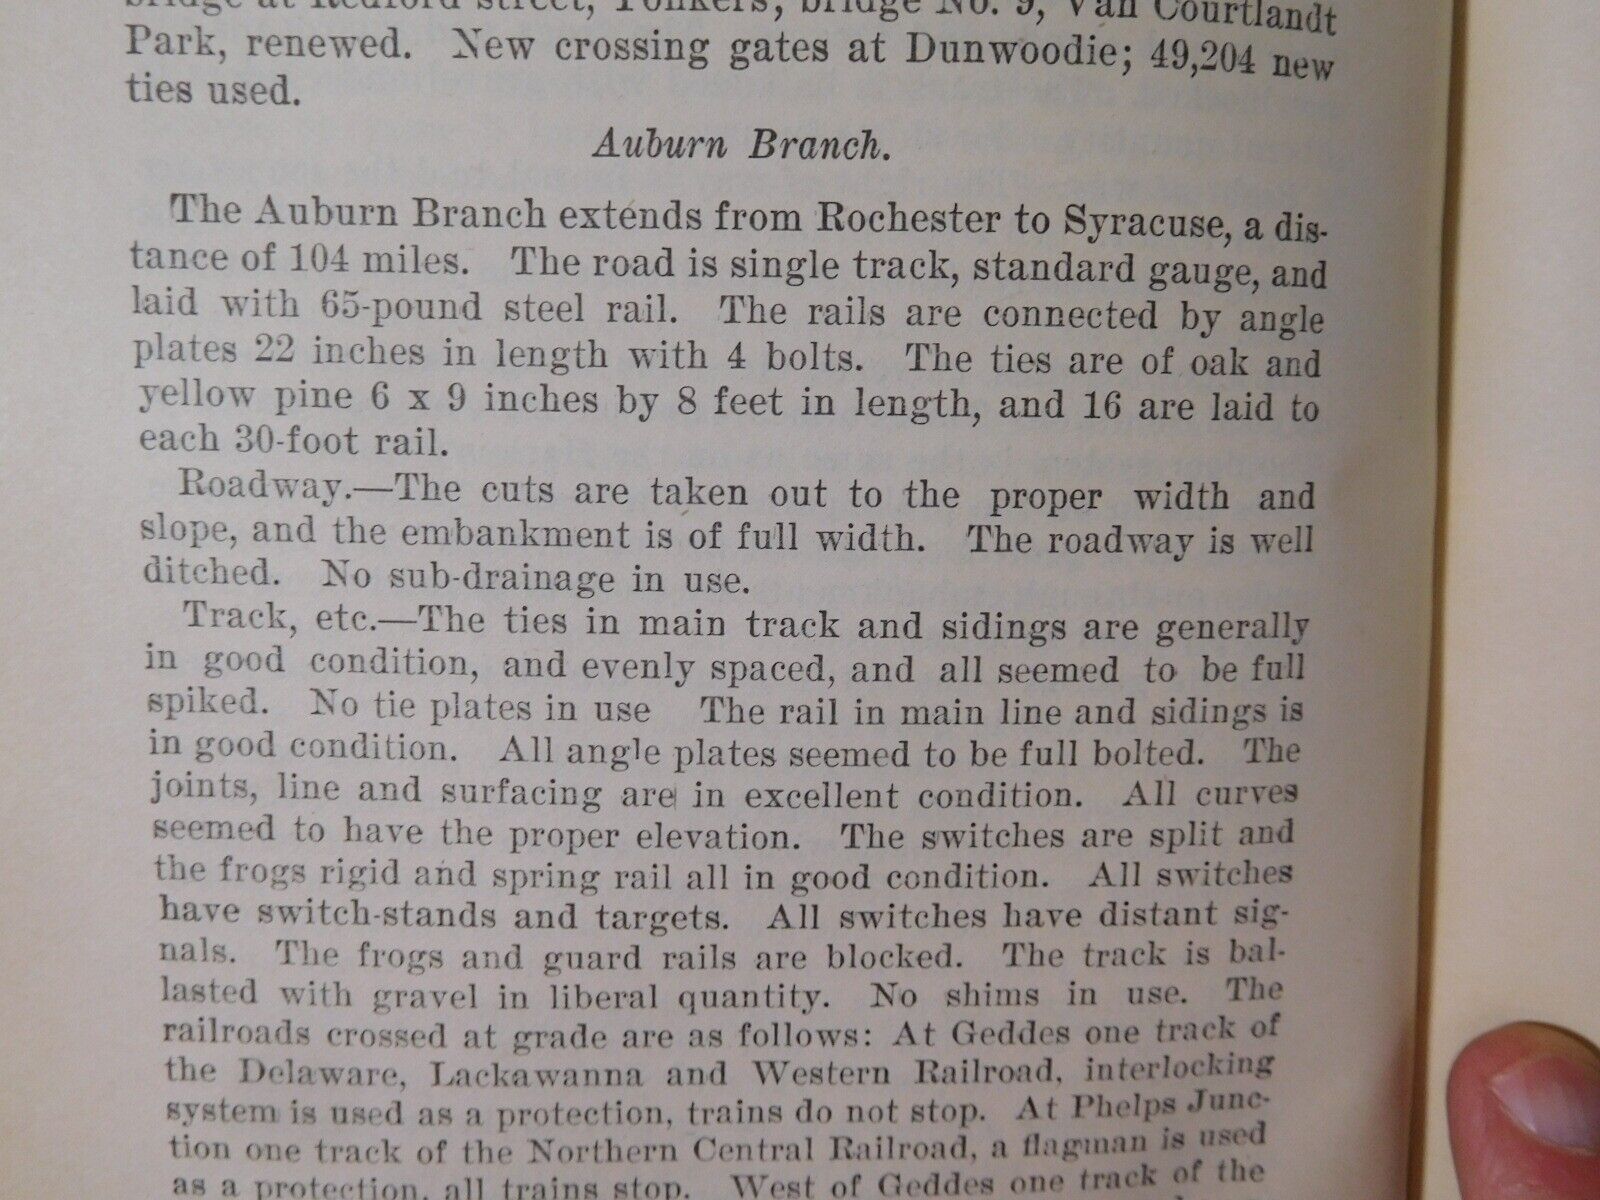 bridge at Redford street, Yonkers; bridge No. 9, Van Courtlandt
Park, renewed. New crossing gates at Dunwoodie; 49,204 new
ties used.
Auburn Branch.
The Auburn Branch extends from Rochester to Syracuse, a dis-
tance of 104 miles. The road is single track, standard gauge, and
laid with 65-pound steel rail. The rails are connected by angle
plates 22 inches in length with 4 bolts. The ties are of oak and
yellow pine 6 x 9 inches by 8 feet in length, and 16 are laid to
each 30-foot rail.
Roadway.—The cuts are taken out to the proper width and
slope, and the embankment is of full width. The roadway is well
ditched. No sub-drainage in use.
Track, etc.—The ties in main track and sidings are generally
in good condition, and evenly spaced, and all seemed to be full
spiked. No tie plates in use The rail in main line and sidings is
in good condition. All angle plates seemed to be full bolted. The
joints, line and surfacing are in excellent condition. All curves
seemed to have the proper elevation. The switches are split and
the frogs rigid and spring rail all in good condition. All switches
have switch-stands and targets. All switches have distant sig-
nals. The frogs and guard rails are blocked. The track is bal-
lasted with gravel in liberal quantity. No shims in use. The
railroads crossed at grade are as follows: At Geddes one track of
the Delaware, Lackawanna and Western Railroad, interlocking
system is used as a protection, trains do not stop. At Phelps Junc-
tion one track of the Northern Central Railroad, a flagman is used
as a protection, all trains stop. West of Geddes one track of the